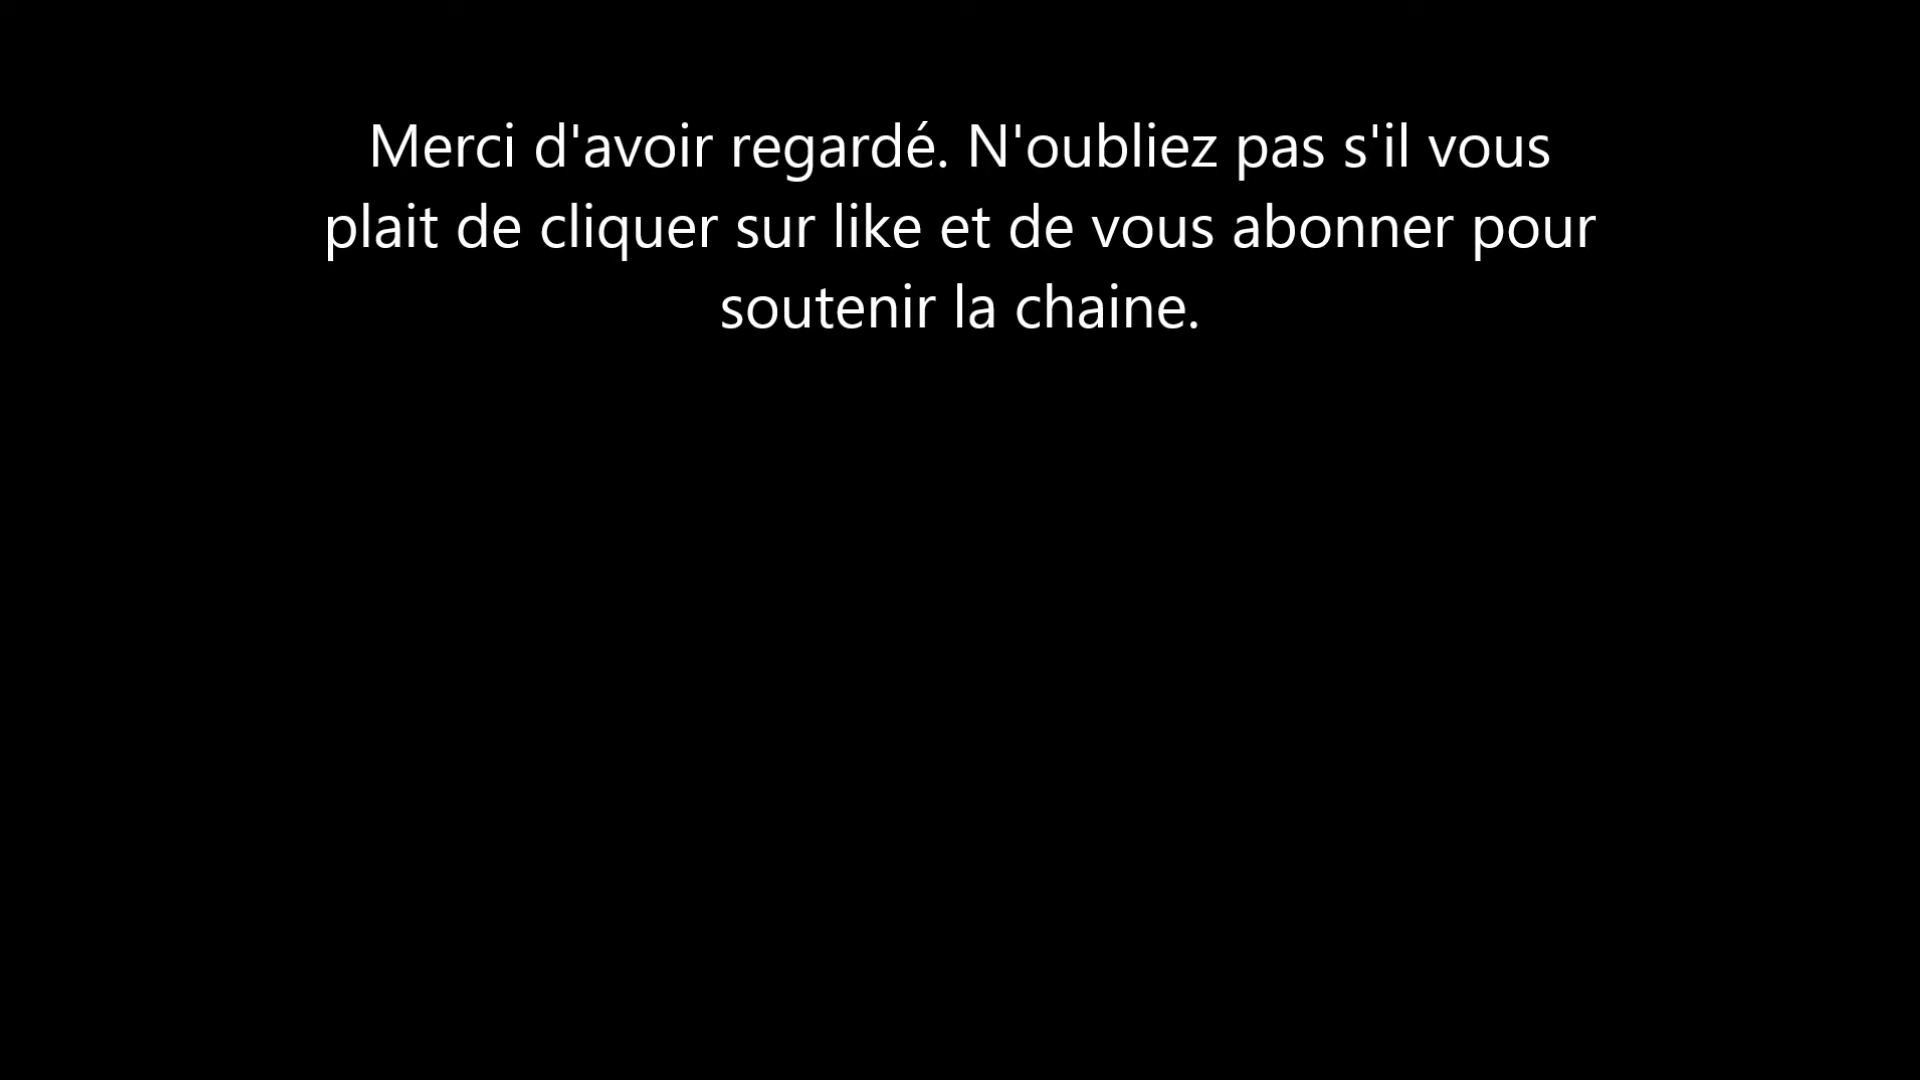 Merci d'avoir regardé. N'oubliez pas s'il vous
plait de cliquer sur like et de vous abonner pour
soutenir la chaine.